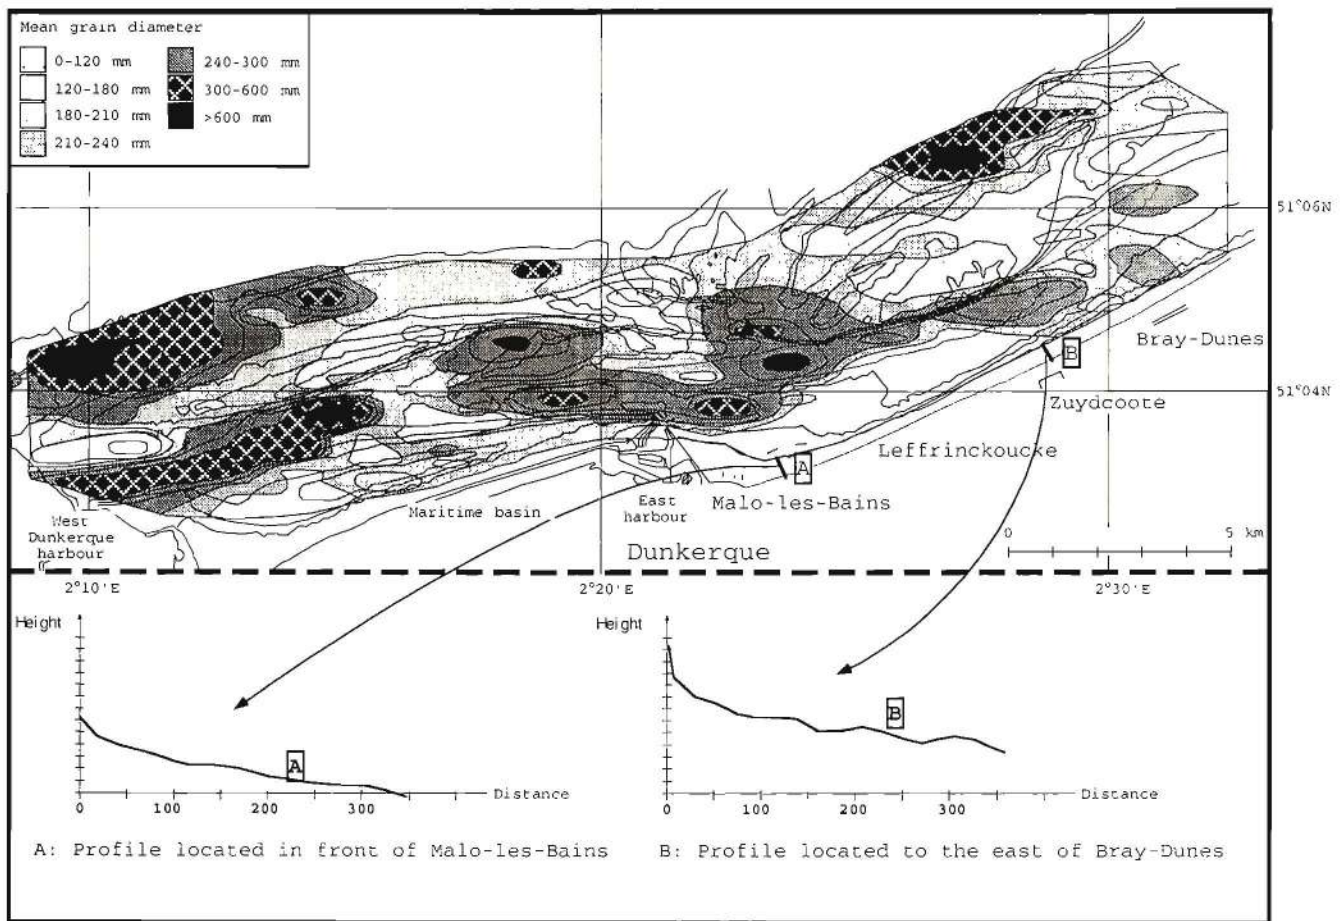 Mean grain diameter
0-120 mm
120-180 mm
180-210 mm
210-240 mm
240-300 mm
300-600 mm
>600 mm
51°06N
51°04N
Bray-Dunes
B
Zuydcoote
Leffrinckoucke
A
Malo-les-Bains
East
harbour
Maritime basin
West
Dunkerque
harbour
Dunkerque
0 5 km
2°10'E 2°20'E 2°30'E
Height
A
0 100 200 300
Distance
Height
B
0 100 200 300
Distance
A: Profile located in front of Malo-les-Bains
B: Profile located to the east of Bray-Dunes